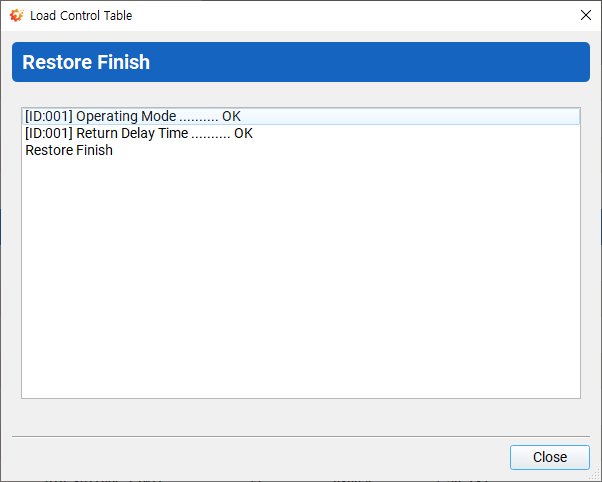 Load Control Table
Restore Finish
[ID:001] Operating Mode .......... OK
[ID:001] Return Delay Time .......... OK
Restore Finish
Close